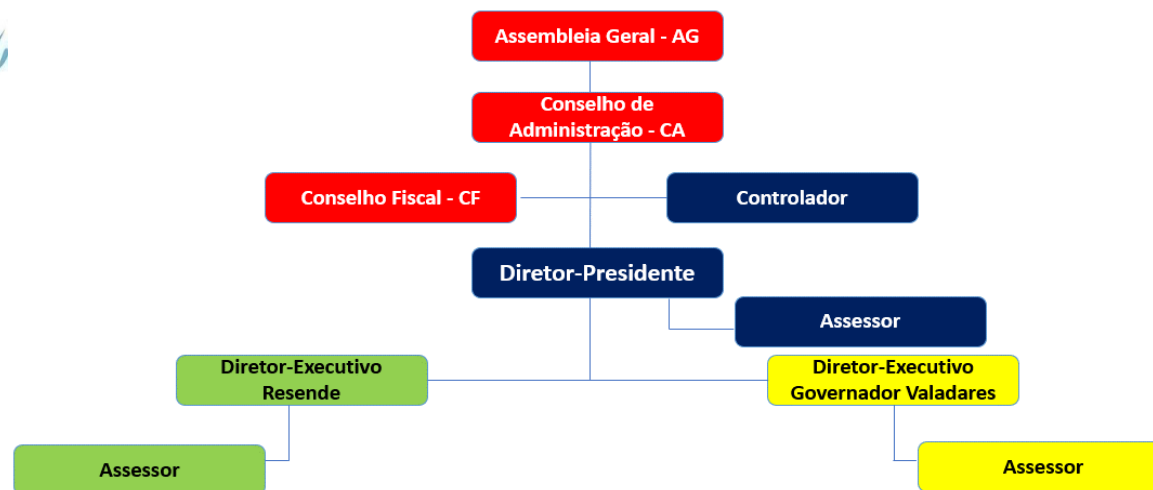 Assembleia Geral - AG
Conselho de
Administração - CA
Conselho Fiscal - CF
Controlador
Diretor-Presidente
Assessor
Diretor-Executivo
Resende
Diretor-Executivo
Governador Valadares
Assessor
Assessor